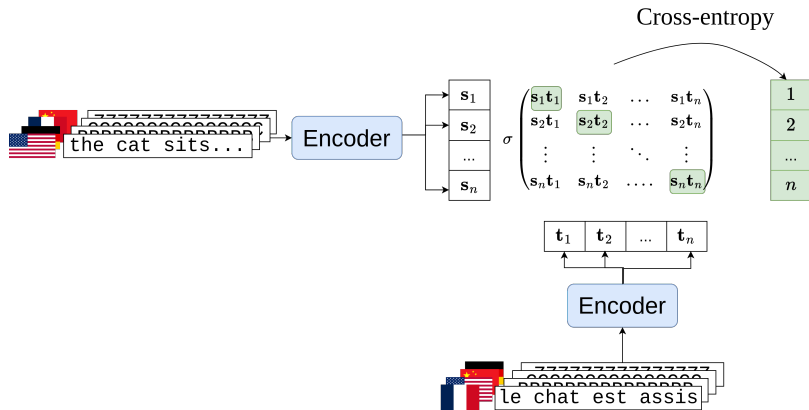 Cross-entropy
the cat sits...
Encoder
s₁
s₂
...
sₙ
σ
s₁t₁ s₁t₂ .... s₁tₙ
s₂t₁ s₂t₂ .... s₂tₙ
⋮ ⋮ ⋱ ⋮
sₙt₁ sₙt₂ .... sₙtₙ
1
2
...
n
t₁ t₂ ... tₙ
Encoder
le chat est assis